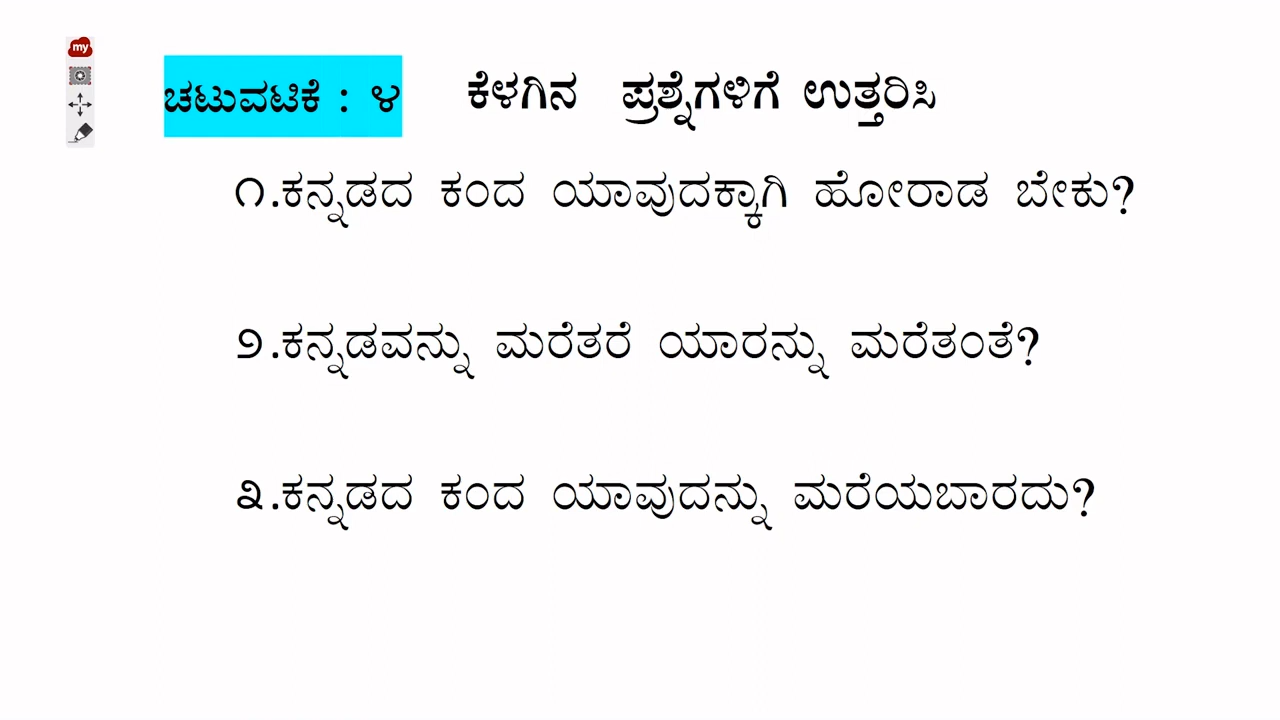 my
ಚಟುವಟಿಕೆ : ೪ ಕೆಳಗಿನ ಪ್ರಶ್ನೆಗಳಿಗೆ ಉತ್ತರಿಸಿ
೧.ಕನ್ನಡದ ಕಂದ ಯಾವುದಕ್ಕಾಗಿ ಹೋರಾಡ ಬೇಕು?
೨.ಕನ್ನಡವನ್ನು ಮರೆತರೆ ಯಾರನ್ನು ಮರೆತಂತೆ?
೩.ಕನ್ನಡದ ಕಂದ ಯಾವುದನ್ನು ಮರೆಯಬಾರದು?